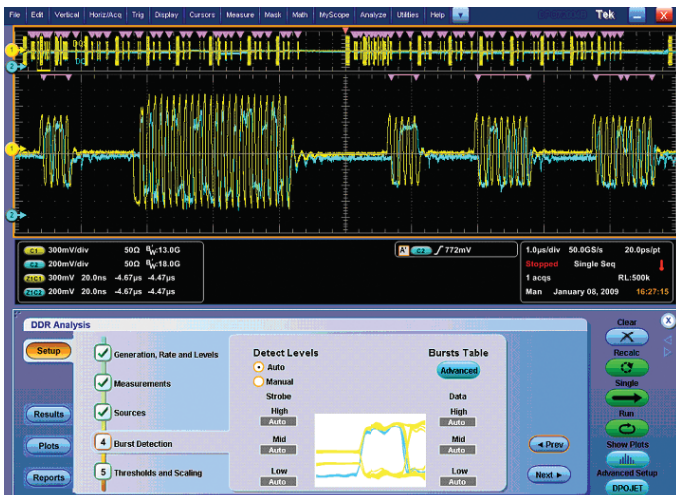 File Edit Vertical Horiz/Acq Trig Display Cursors Measure Mask Math MyScope Analyze Utilities Help Tek X
1
2
1
2
C1 300mV/div 50Ω BW:13.0G
C2 200mV/div 50Ω BW:13.0G
Z1C1 300mV 20.0ns -4.67µs -4.47µs
Z1C2 200mV 20.0ns -4.67µs -4.47µs
A' C2 772mV
1.0µs/div 50.0GS/s 20.0ps/pt
Stopped Single Seq
1 acqs RL:500k
Man January 08, 2009 16:27:15
DDR Analysis
Setup
Results
Plots
Reports
Generation, Rate and Levels
Measurements
Sources
4 Burst Detection
5 Thresholds and Scaling
Detect Levels
Auto
Manual
Strobe
High
Auto
Mid
Auto
Low
Auto
Bursts Table
Advanced
Data
High
Auto
Mid
Auto
Low
Auto
Prev
Next
Clear X
Recalc
Single
Run
Show Plots
Advanced Setup
DPOJET